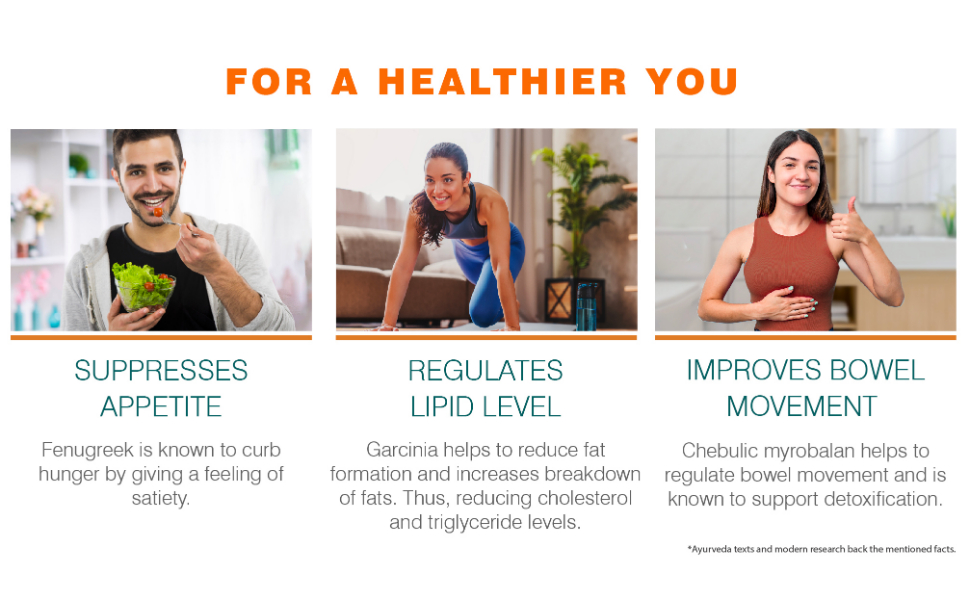 FOR A HEALTHIER YOU
SUPPRESSES
APPETITE
Fenugreek is known to curb
hunger by giving a feeling of
satiety.
REGULATES
LIPID LEVEL
Garcinia helps to reduce fat
formation and increases breakdown
of fats. Thus, reducing cholesterol
and triglyceride levels.
IMPROVES BOWEL
MOVEMENT
Chebulic myrobalan helps to
regulate bowel movement and is
known to support detoxification.
*Ayurveda texts and modern research back the mentioned facts.